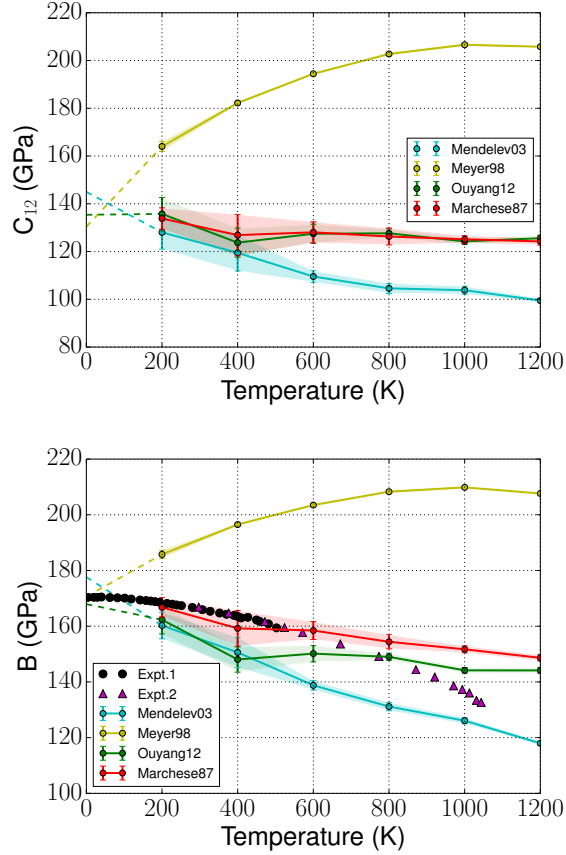 220
200
180
160
140
120
100
80
C12 (GPa)
Mendelev03
Meyer98
Ouyang12
Marchese87
0 200 400 600 800 1000 1200
Temperature (K)
220
200
180
160
140
120
100
B (GPa)
Expt.1
Expt.2
Mendelev03
Meyer98
Ouyang12
Marchese87
0 200 400 600 800 1000 1200
Temperature (K)